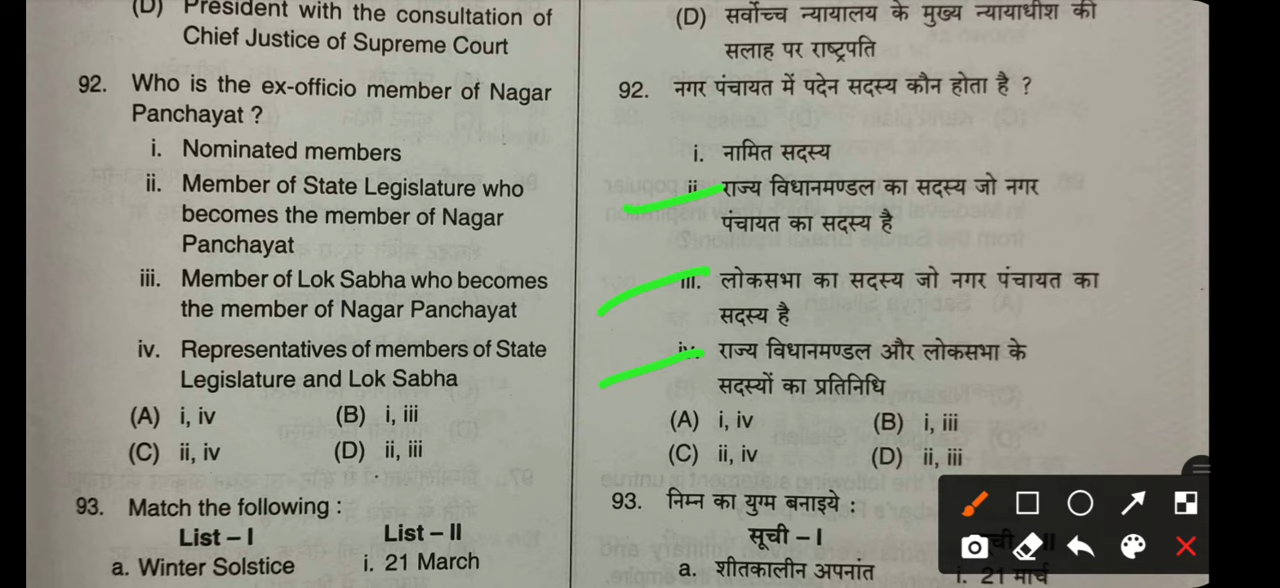 (D) President with the consultation of
Chief Justice of Supreme Court
92. Who is the ex-officio member of Nagar
Panchayat ?
i. Nominated members
ii. Member of State Legislature who
becomes the member of Nagar
Panchayat
iii. Member of Lok Sabha who becomes
the member of Nagar Panchayat
iv. Representatives of members of State
Legislature and Lok Sabha
(A) i, iv (B) i, iii
(C) ii, iv (D) ii, iii
93. Match the following :
List – I List – II
a. Winter Solstice i. 21 March
(D) सर्वोच्च न्यायालय के मुख्य न्यायाधीश की
सलाह पर राष्ट्रपति
92. नगर पंचायत में पदेन सदस्य कौन होता है ?
i. नामित सदस्य
ii. राज्य विधानमण्डल का सदस्य जो नगर
पंचायत का सदस्य है
iii. लोकसभा का सदस्य जो नगर पंचायत का
सदस्य है
iv. राज्य विधानमण्डल और लोकसभा के
सदस्यों का प्रतिनिधि
(A) i, iv (B) i, iii
(C) ii, iv (D) ii, iii
93. निम्न का युग्म बनाइये :
सूची – I
a. शीतकालीन अपनांत i. 21 मार्च